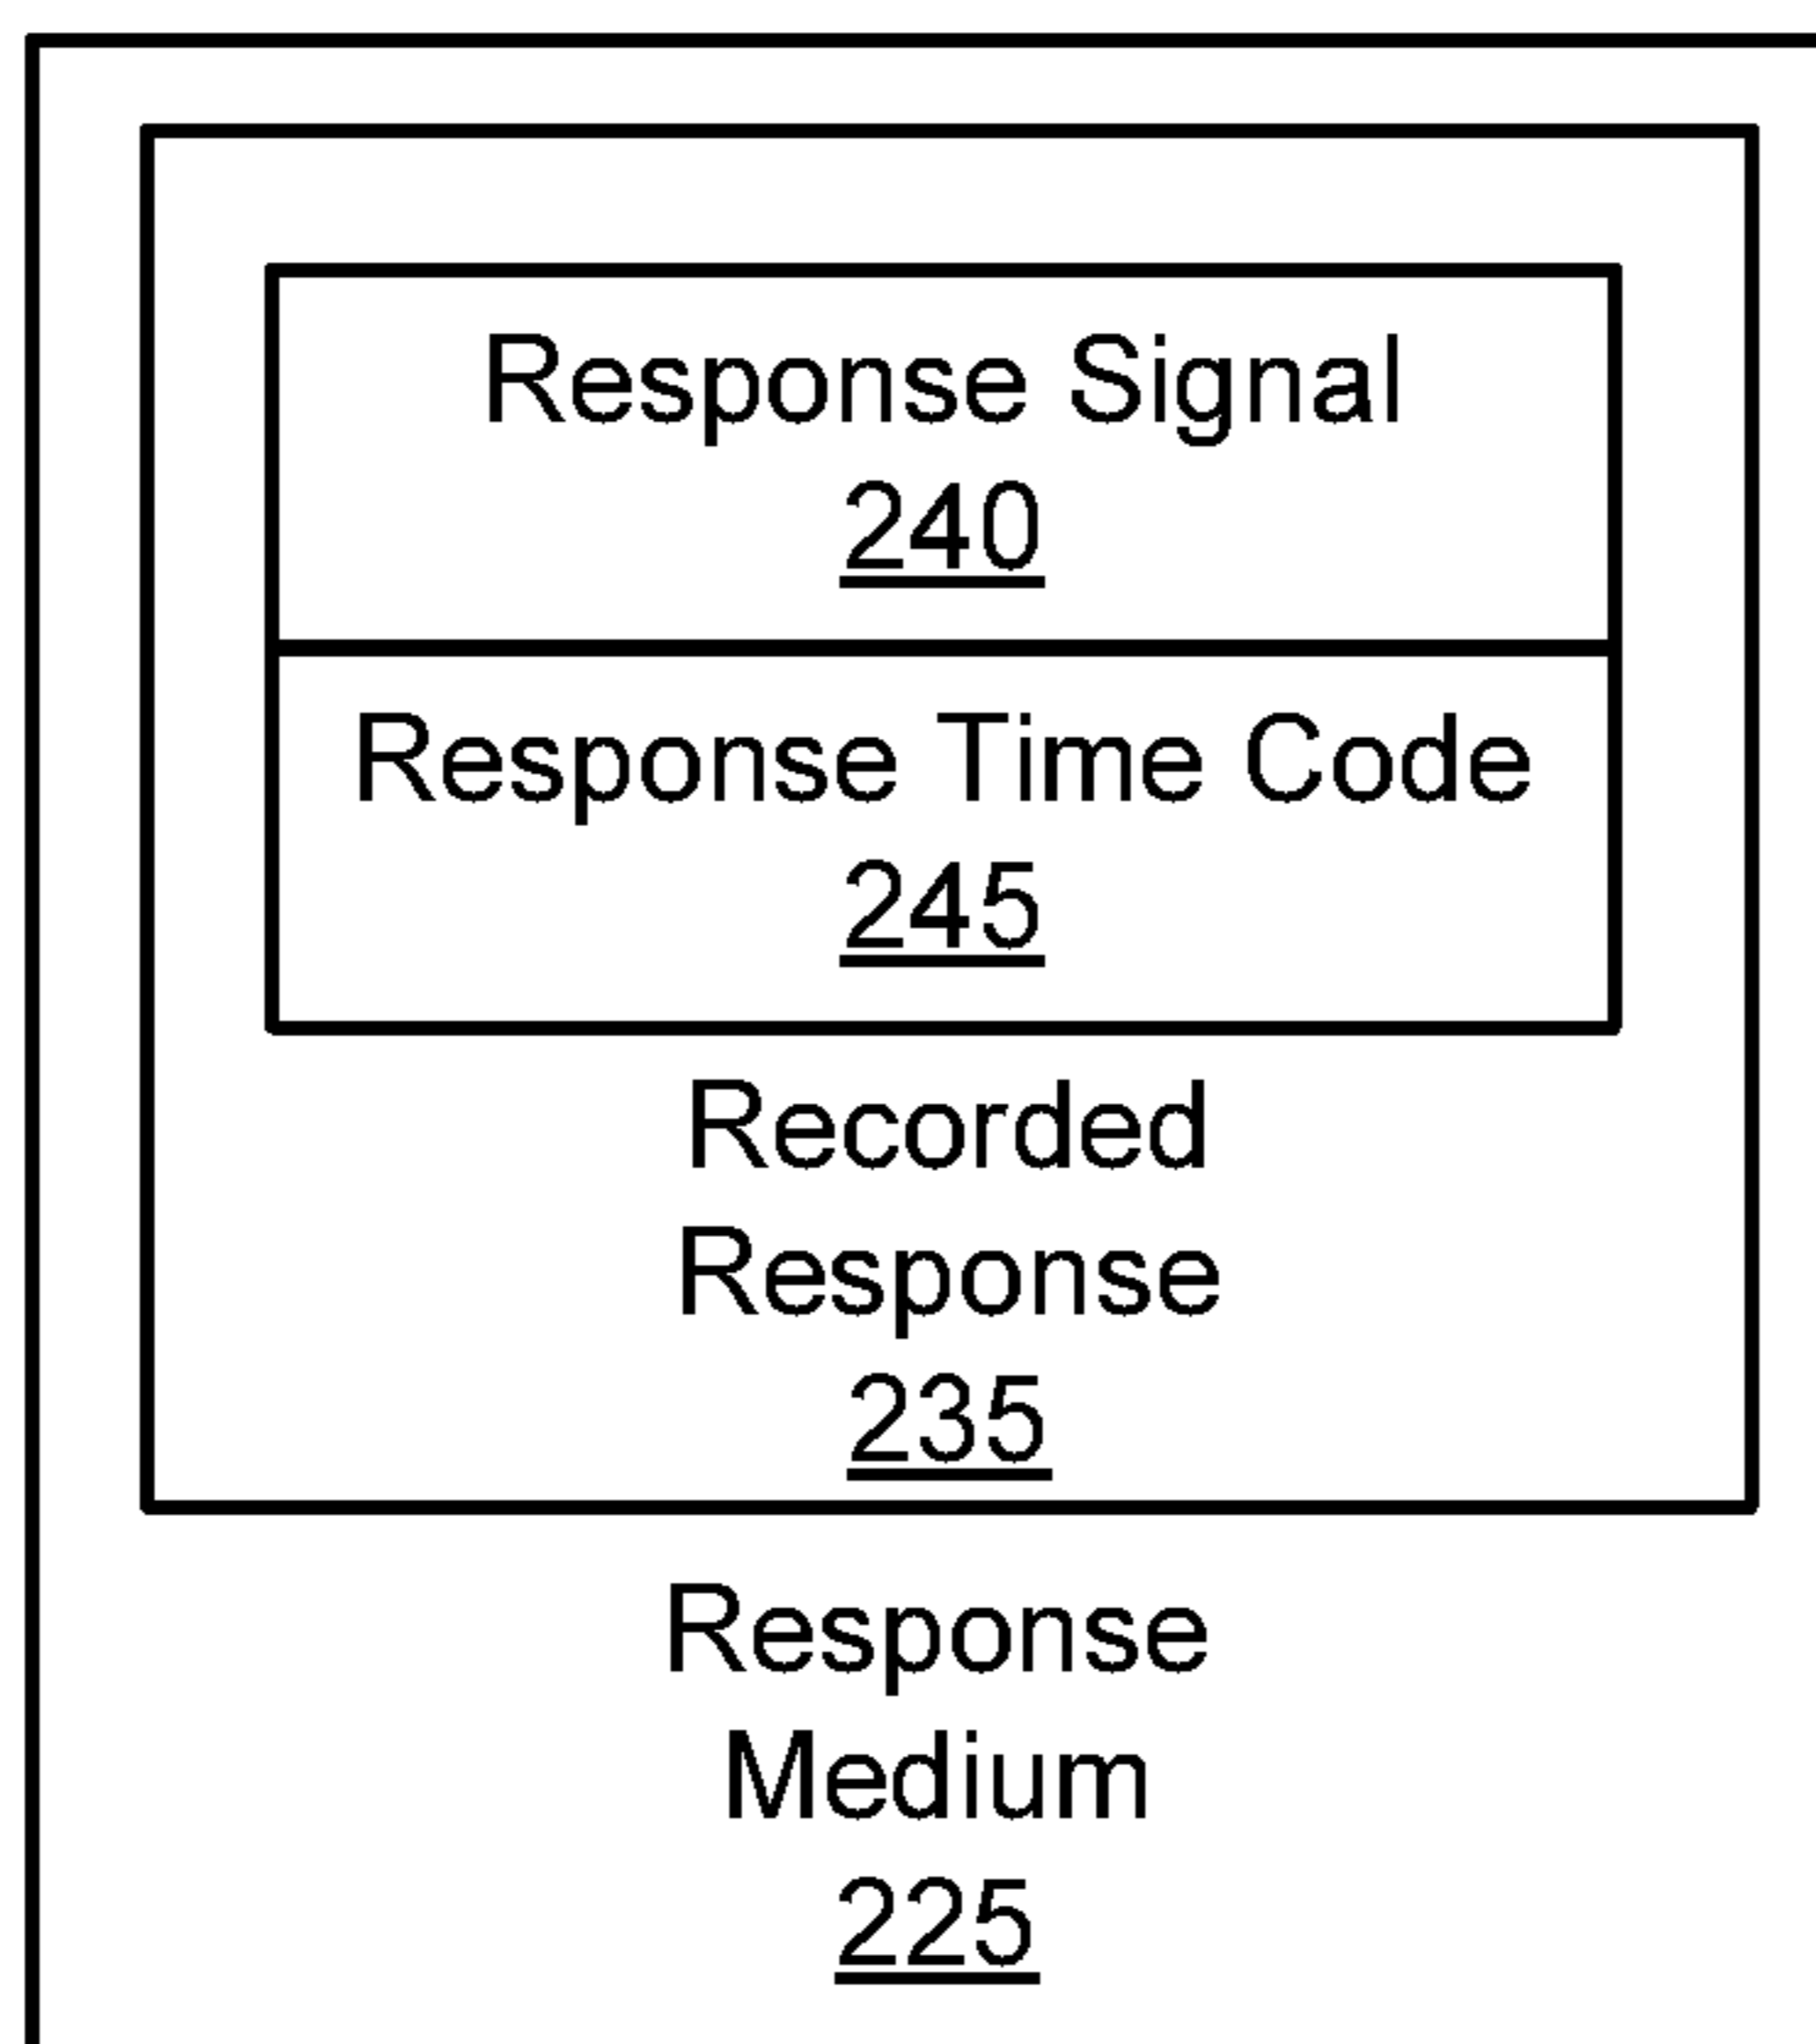 Response Signal
240
Response Time Code
245
Recorded
Response
235
Response
Medium
225